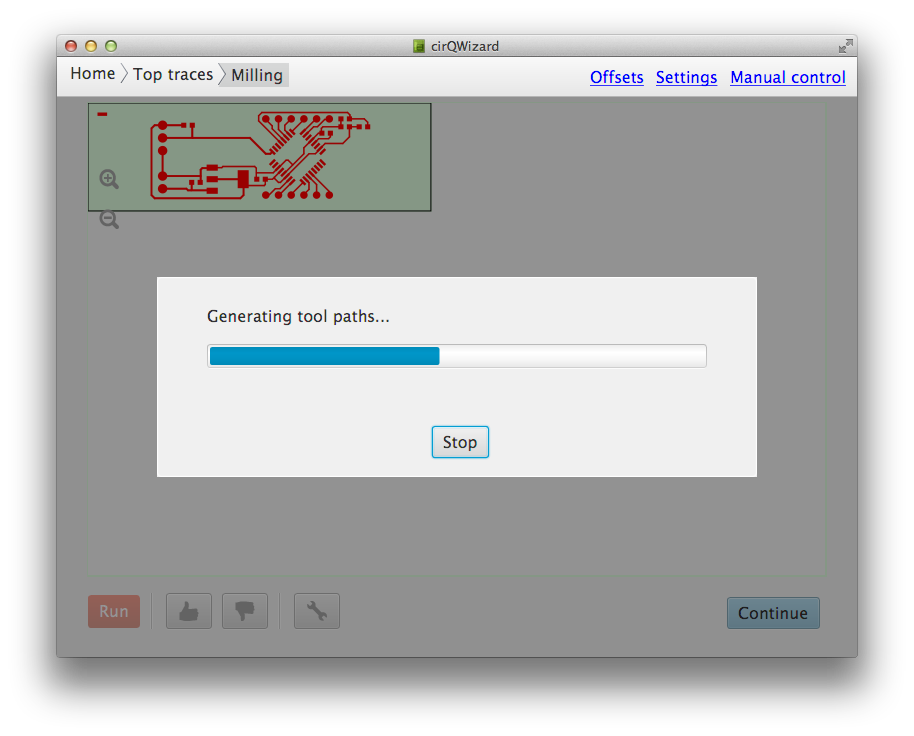 cirQWizard
Home Top traces Milling Offsets Settings Manual control
Generating tool paths...
Stop
Run Continue